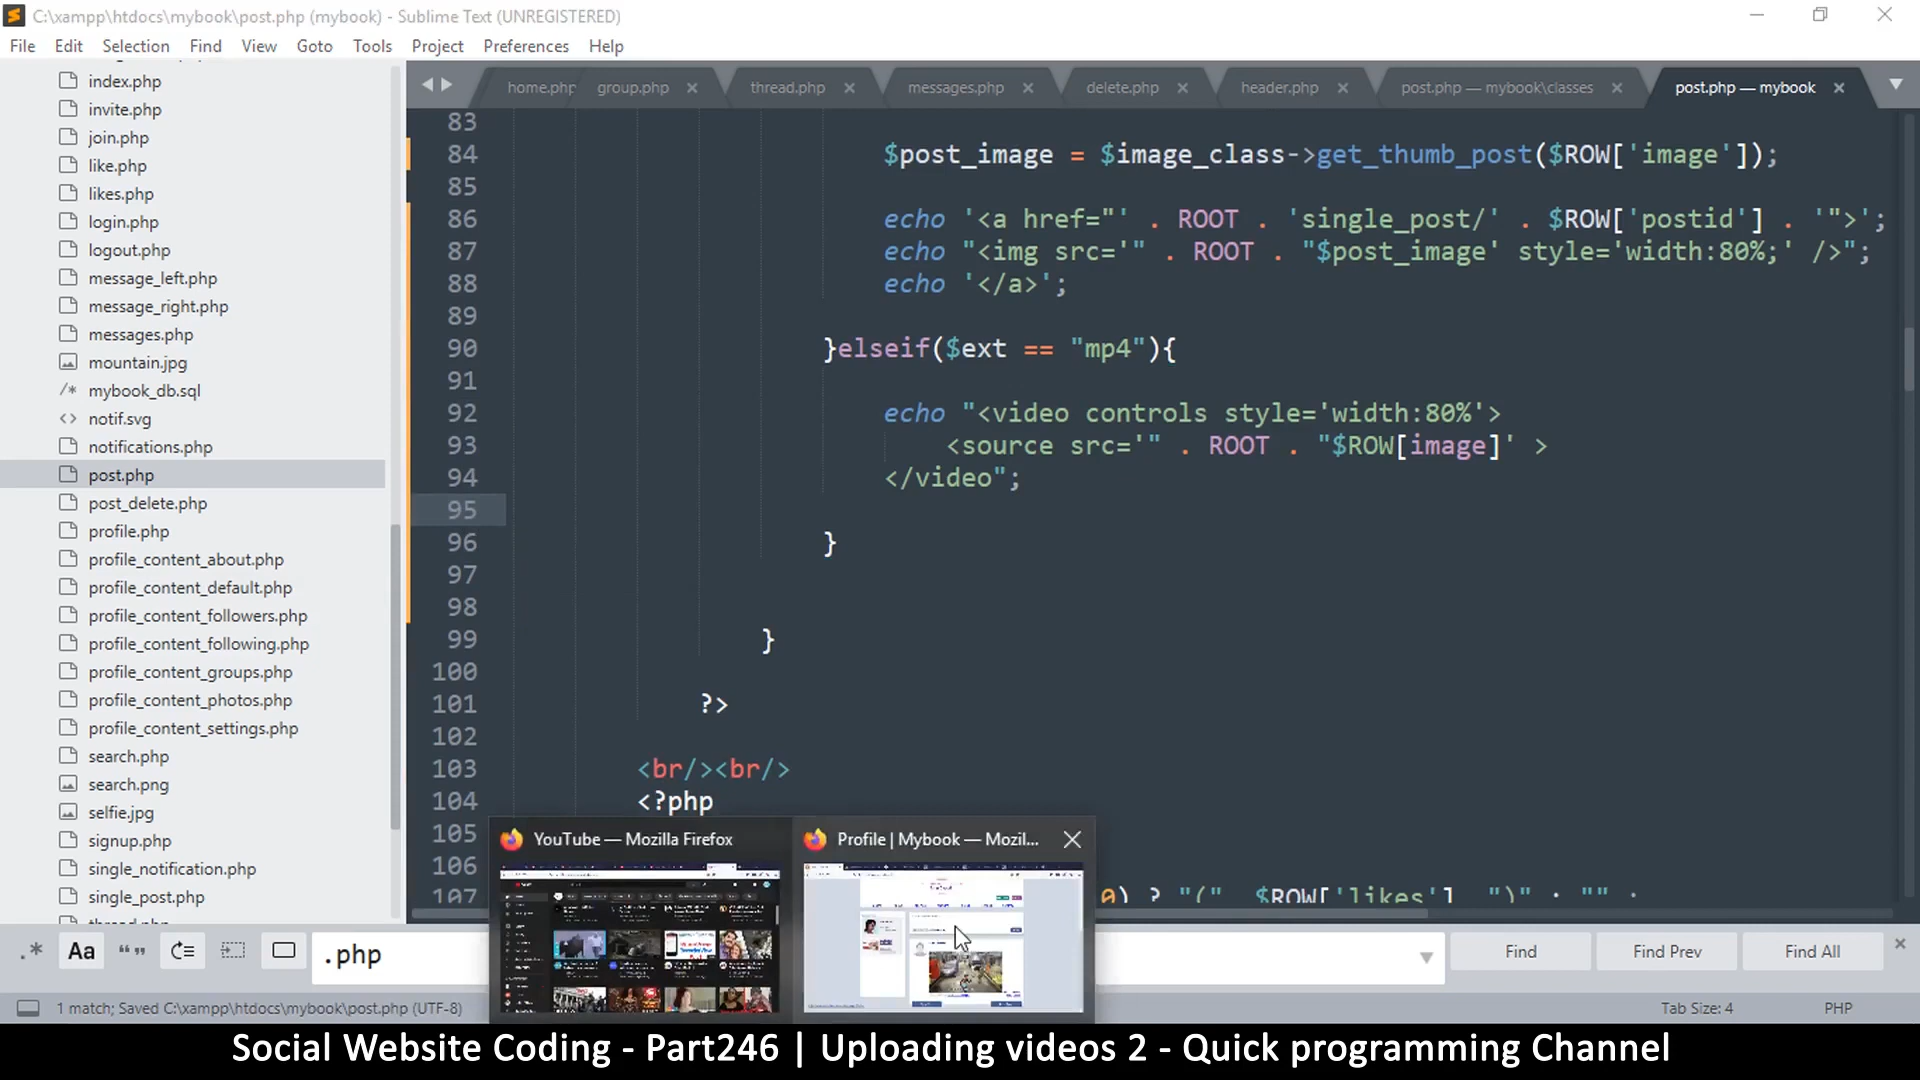 C:\xampp\htdocs\mybook\post.php (mybook) - Sublime Text (UNREGISTERED)
File Edit Selection Find View Goto Tools Project Preferences Help
index.php
invite.php
join.php
like.php
likes.php
login.php
logout.php
message_left.php
message_right.php
messages.php
mountain.jpg
mybook_db.sql
notif.svg
notifications.php
post.php
post_delete.php
profile.php
profile_content_about.php
profile_content_default.php
profile_content_followers.php
profile_content_following.php
profile_content_groups.php
profile_content_photos.php
profile_content_settings.php
search.php
search.png
selfie.jpg
signup.php
single_notification.php
single_post.php
home.php group.php thread.php messages.php delete.php header.php post.php — mybook\classes post.php — mybook
83
84 $post_image = $image_class->get_thumb_post($ROW['image']);
85
86 echo '<a href="' . ROOT . 'single_post/' . $ROW['postid'] . '">';
87 echo "<img src='" . ROOT . "$post_image' style='width:80%;' />";
88 echo '</a>';
89
90 }elseif($ext == "mp4"){
91
92 echo "<video controls style='width:80%'>
93 <source src='" . ROOT . "$ROW[image]' >
94 </video";
95
96 }
97
98
99 }
100
101 ?>
102
103 <br/><br/>
104 <?php
105
106
107 0) ? "(" $ROW['likes'] ")" : "" ;
YouTube — Mozilla Firefox
Profile | Mybook — Mozil...
.* Aa “ ” .php Find Find Prev Find All
1 match; Saved C:\xampp\htdocs\mybook\post.php (UTF-8) Tab Size: 4 PHP
Social Website Coding - Part246 | Uploading videos 2 - Quick programming Channel